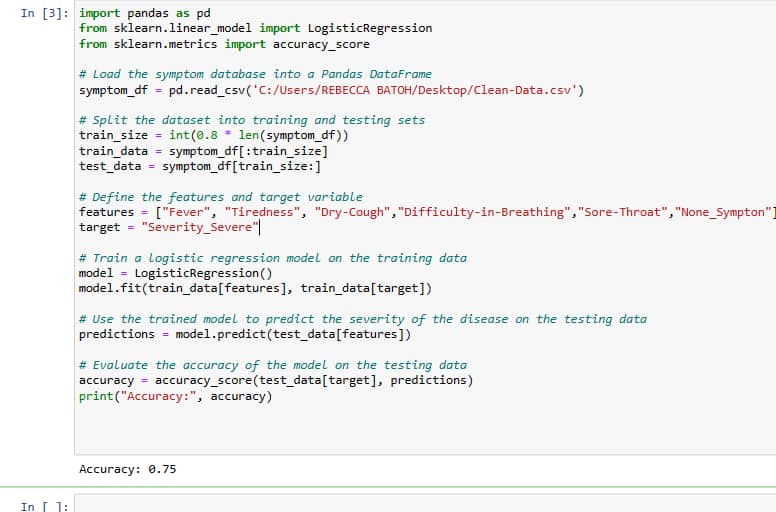 In [3]: import pandas as pd
from sklearn.linear_model import LogisticRegression
from sklearn.metrics import accuracy_score
# Load the symptom database into a Pandas DataFrame
symptom_df = pd.read_csv('C:/Users/REBECCA BATOH/Desktop/Clean-Data.csv')
# Split the dataset into training and testing sets
train_size = int(0.8 * len(symptom_df))
train_data = symptom_df[:train_size]
test_data = symptom_df[train_size:]
# Define the features and target variable
features = ["Fever", "Tiredness", "Dry-Cough","Difficulty-in-Breathing","Sore-Throat","None_Sympton"]
target = "Severity_Severe"
# Train a logistic regression model on the training data
model = LogisticRegression()
model.fit(train_data[features], train_data[target])
# Use the trained model to predict the severity of the disease on the testing data
predictions = model.predict(test_data[features])
# Evaluate the accuracy of the model on the testing data
accuracy = accuracy_score(test_data[target], predictions)
print("Accuracy:", accuracy)
Accuracy: 0.75
In [ ]: